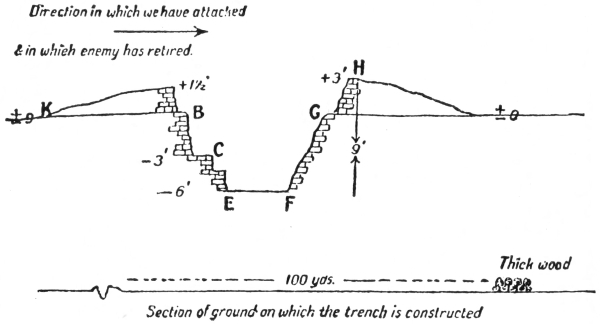 Direction in which we have attached
& in which enemy has retired.
K
+1½'
B
±0
C
-3'
-6'
E
F
G
+3'
H
9'
±0
100 yds.
Thick wood
Section of ground on which the trench is constructed